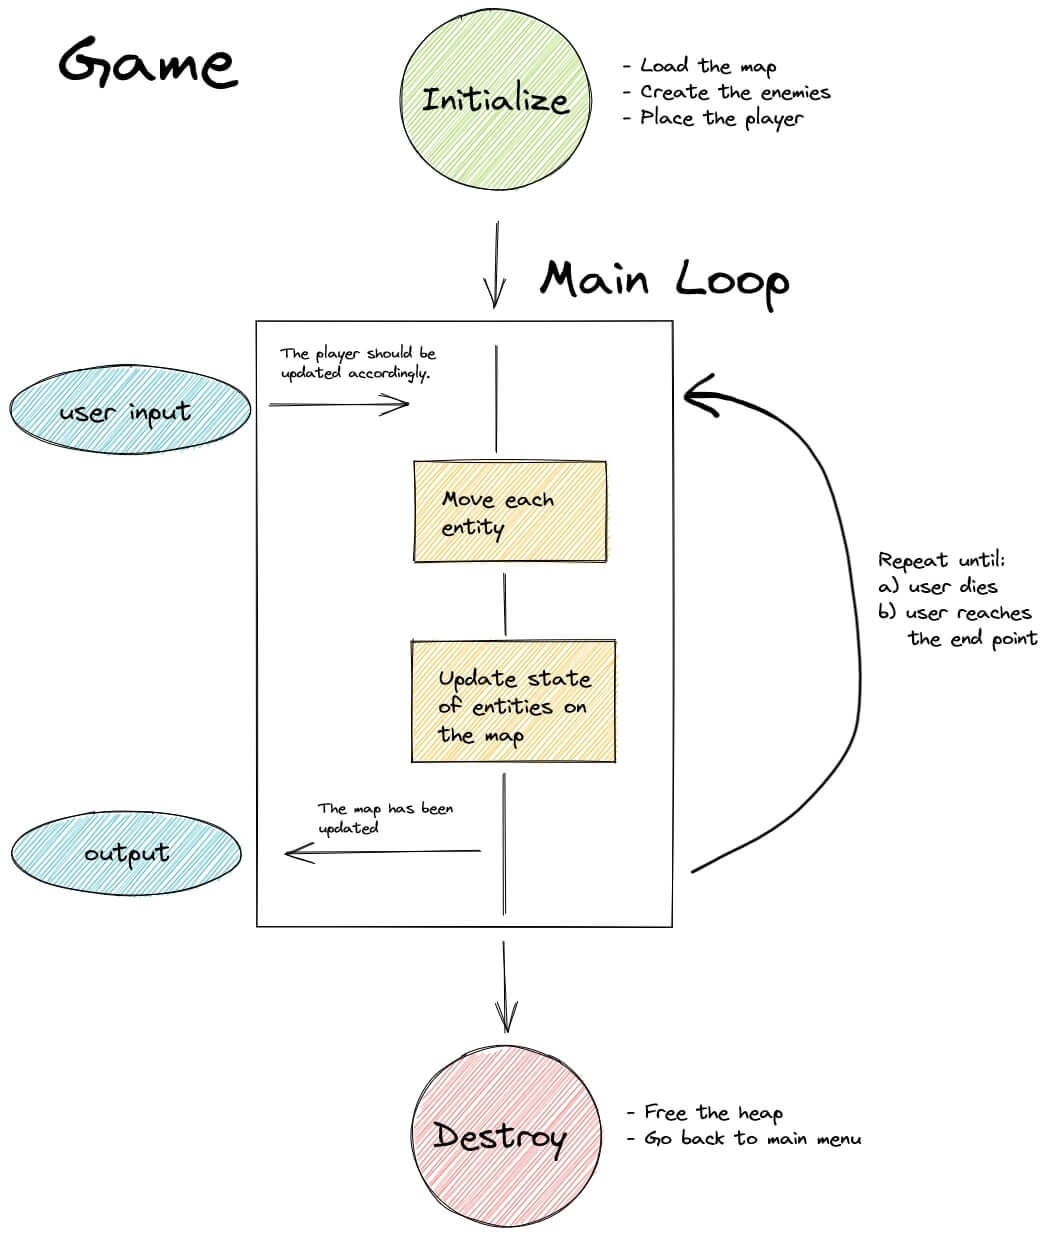 Game
Initialize
- Load the map
- Create the enemies
- Place the player
Main Loop
The player should be
updated accordingly.
user input
Move each
entity
Repeat until:
a) user dies
b) user reaches
the end point
Update state
of entities on
the map
The map has been
updated
output
Destroy
- Free the heap
- Go back to main menu